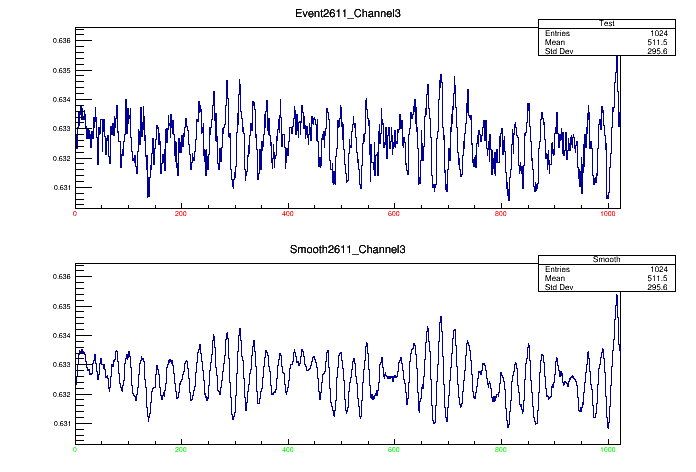 Event2611_Channel3
Test
Entries 1024
Mean 511.5
Std Dev 295.6
0.636
0.635
0.634
0.633
0.632
0.631
0 200 400 600 800 1000
Smooth2611_Channel3
Smooth
Entries 1024
Mean 511.5
Std Dev 295.6
0.636
0.635
0.634
0.633
0.632
0.631
0 200 400 600 800 1000